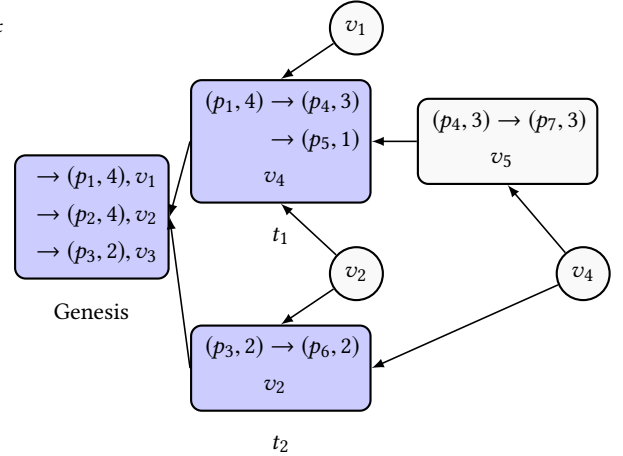 v₁
(p₁, 4) → (p₄, 3)
→ (p₅, 1)
v₄
t₁
(p₄, 3) → (p₇, 3)
v₅
→ (p₁, 4), v₁
→ (p₂, 4), v₂
→ (p₃, 2), v₃
Genesis
v₂
v₄
(p₃, 2) → (p₆, 2)
v₂
t₂